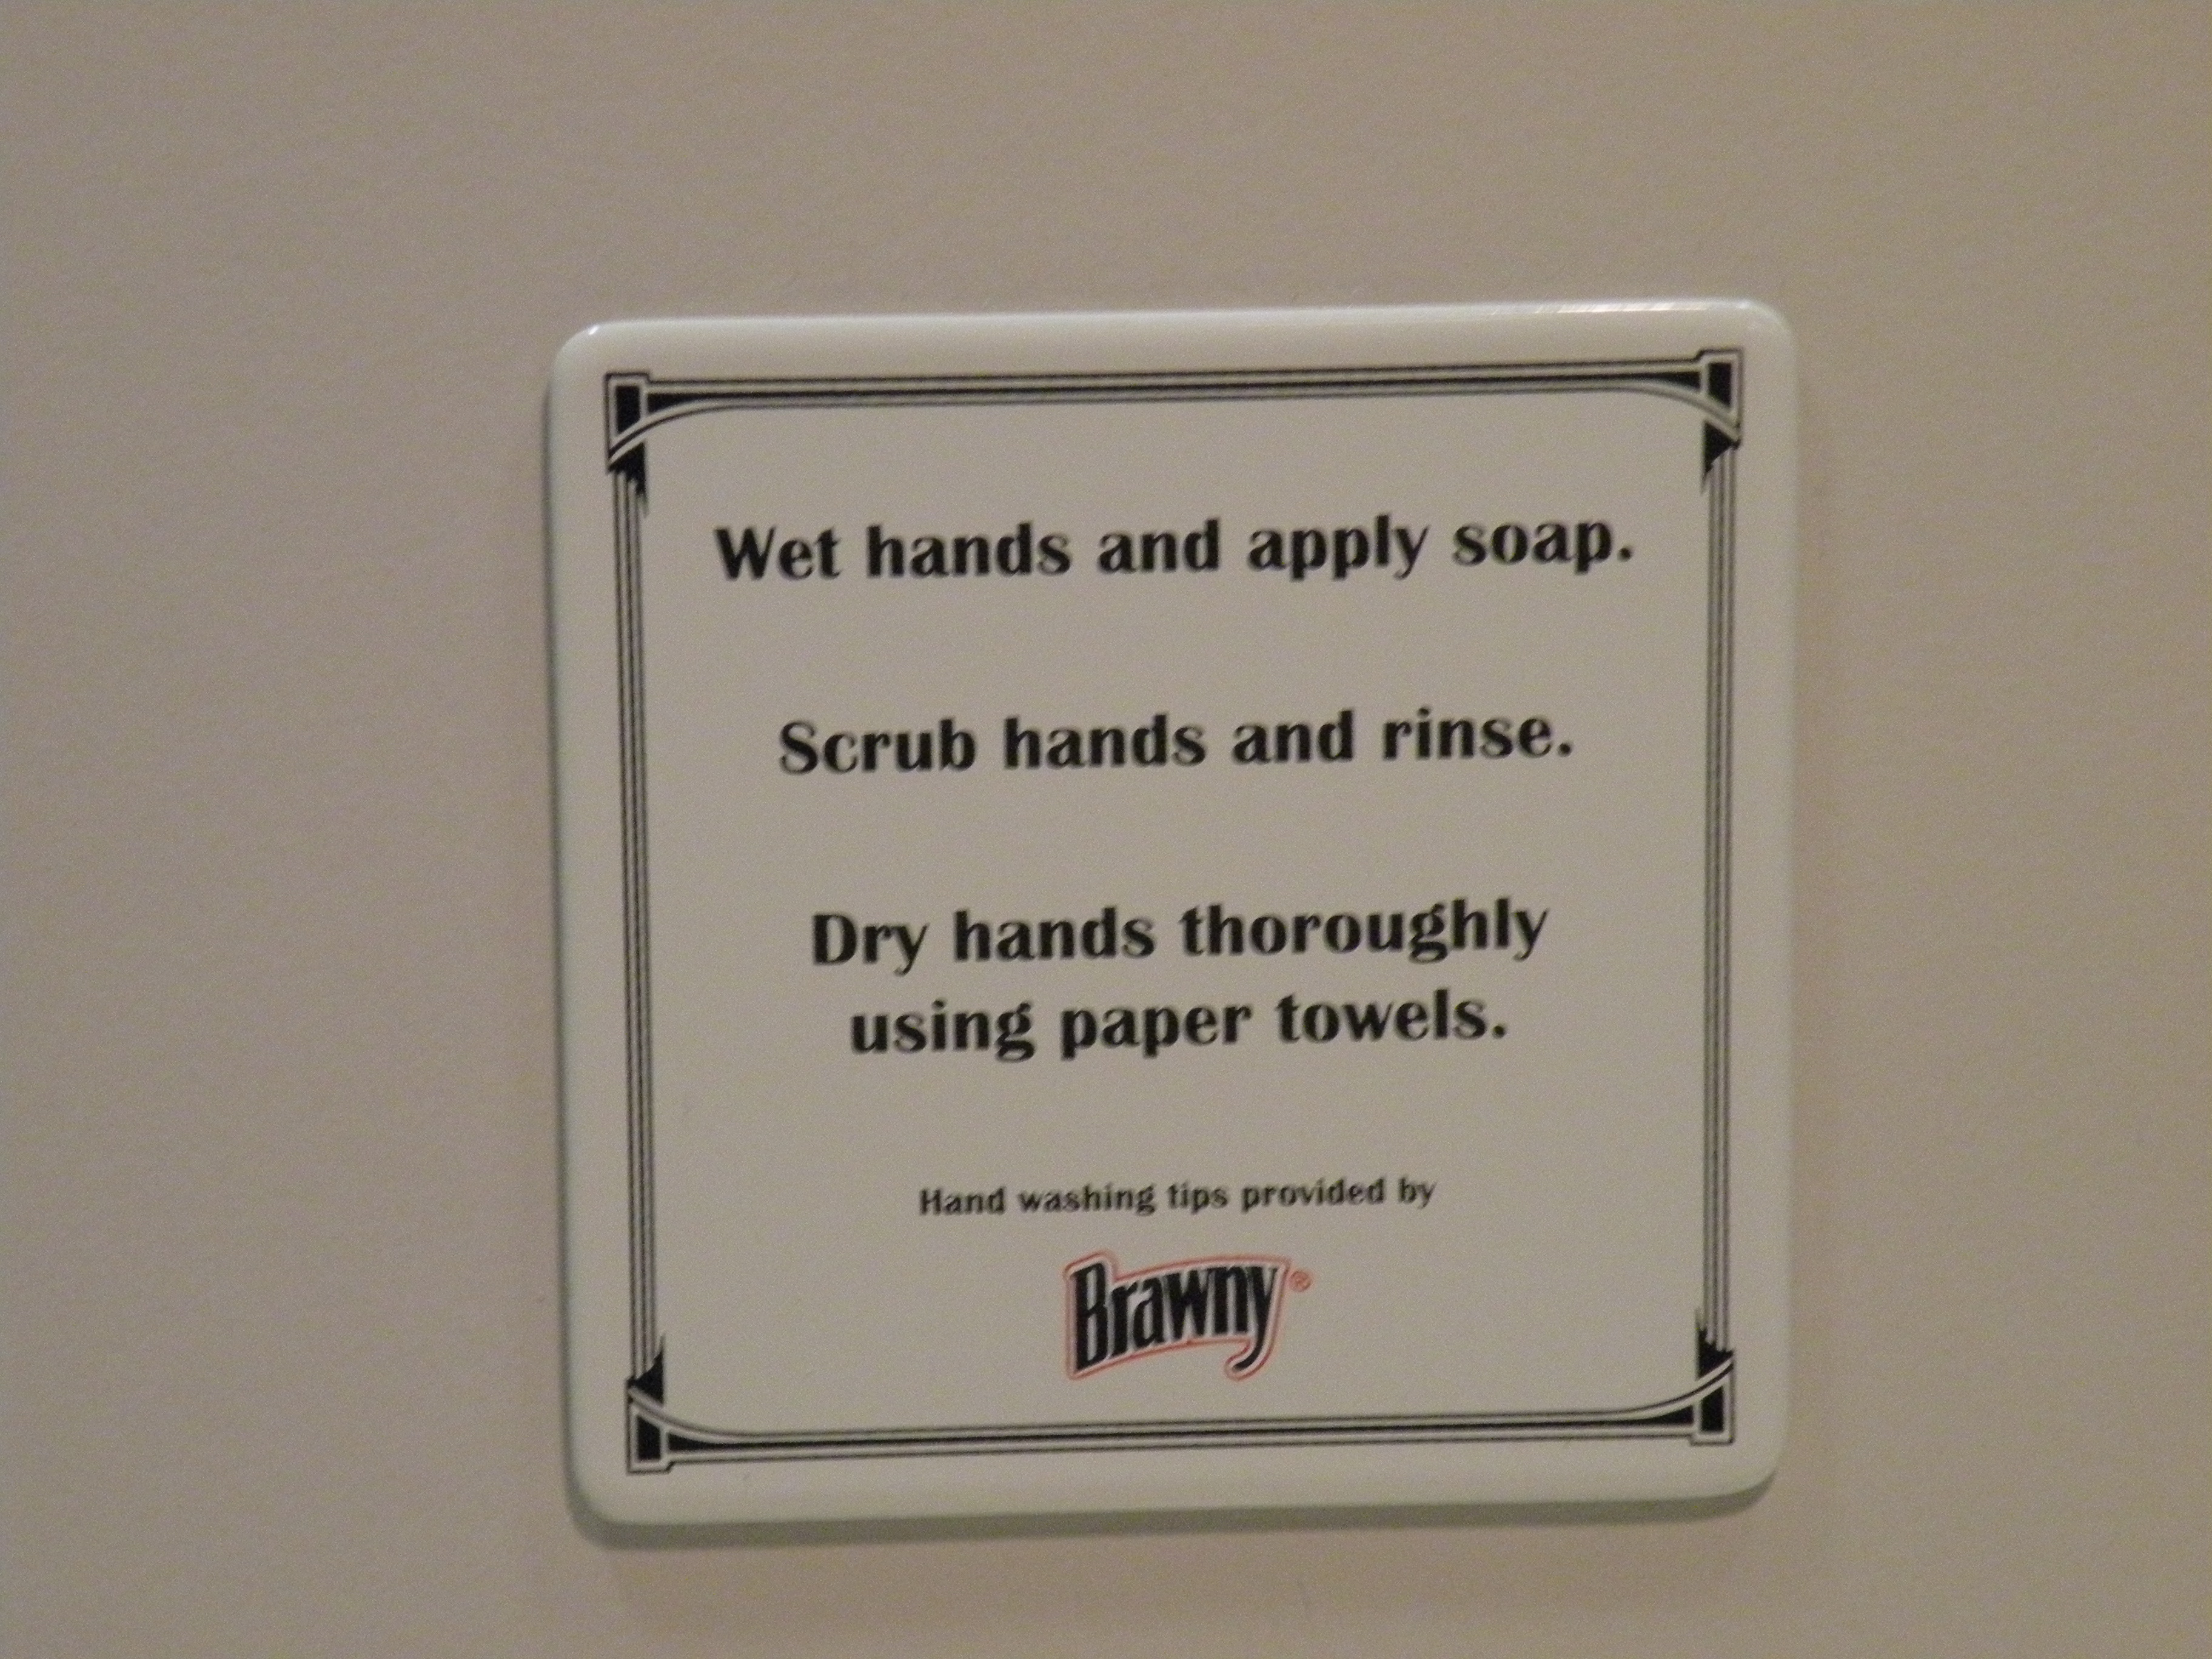 Wet hands and apply soap.
Scrub hands and rinse.
Dry hands thoroughly
using paper towels.
Hand washing tips provided by
Brawny®